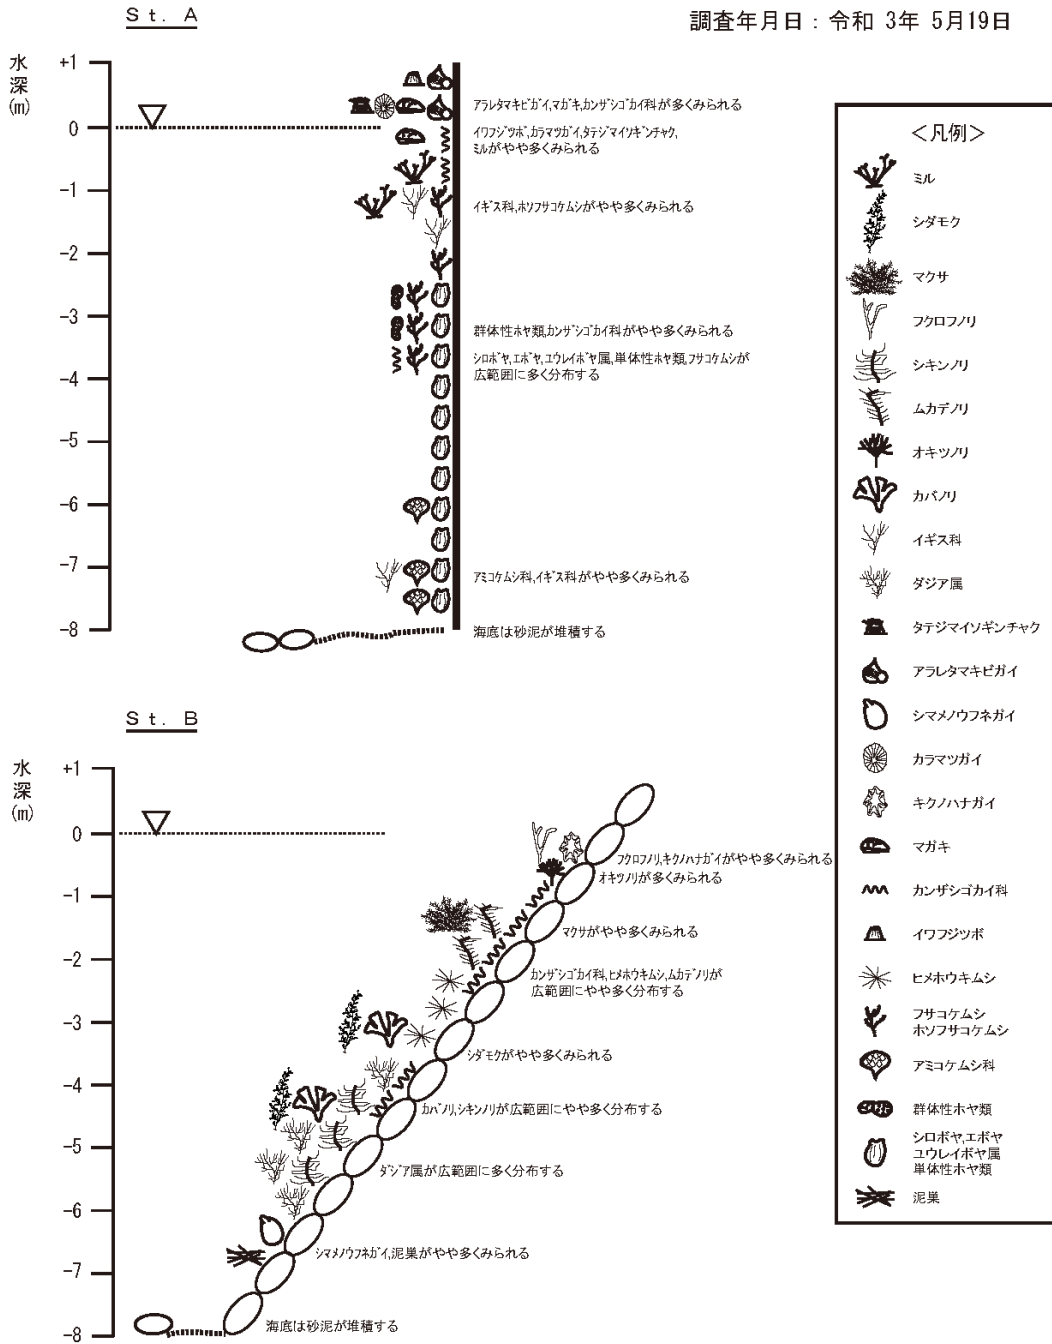 St. A
調査年月日：令和 3年 5月19日
水深(m)
+1
0
-1
-2
-3
-4
-5
-6
-7
-8
アラレタマキビガイ,マガキ,カンザシゴカイ科が多くみられる
イワフジツボ,カラマツガイ,タテジマイソギンチャク,
ミルがやや多くみられる
イギス科,ホソフサコケムシがやや多くみられる
群体性ホヤ類,カンザシゴカイ科がやや多くみられる
シロボヤ,エボヤ,ユウレイボヤ属,単体性ホヤ類,フサコケムシが
広範囲に多く分布する
アミコケムシ科,イギス科がやや多くみられる
海底は砂泥が堆積する
St. B
水深(m)
+1
0
-1
-2
-3
-4
-5
-6
-7
-8
フクロフノリ,キクノハナガイがやや多くみられる
オキツノリが多くみられる
マクサがやや多くみられる
カンザシゴカイ科,ヒメホウキムシ,ムカデノリが
広範囲にやや多く分布する
シダモクがやや多くみられる
カバノリ,シキンノリが広範囲にやや多く分布する
ダジア属が広範囲に多く分布する
シマメノウフネガイ,泥巣がやや多くみられる
海底は砂泥が堆積する
＜凡例＞
ミル
シダモク
マクサ
フクロフノリ
シキンノリ
ムカデノリ
オキツノリ
カバノリ
イギス科
ダジア属
タテジマイソギンチャク
アラレタマキビガイ
シマメノウフネガイ
カラマツガイ
キクノハナガイ
マガキ
カンザシゴカイ科
イワフジツボ
ヒメホウキムシ
フサコケムシ
ホソフサコケムシ
アミコケムシ科
群体性ホヤ類
シロボヤ,エボヤ
ユウレイボヤ属
単体性ホヤ類
泥巣